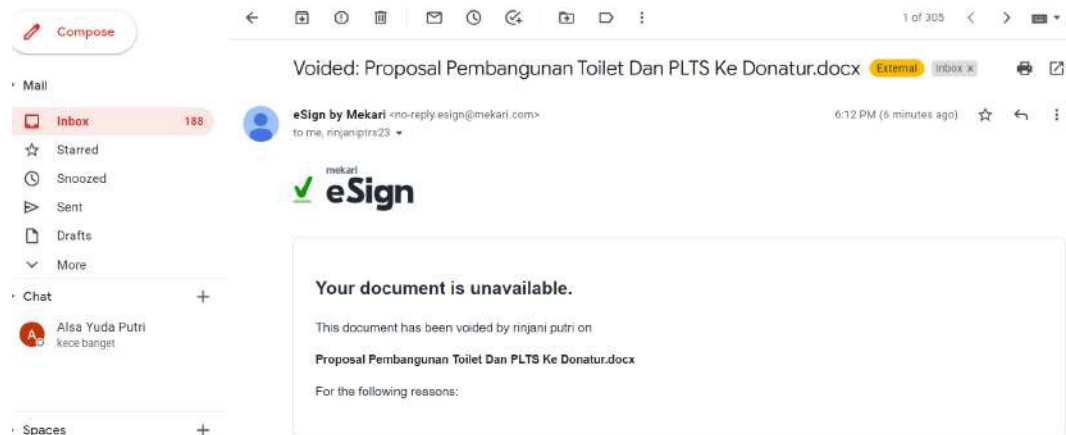 Compose
1 of 305
Mail
Voided: Proposal Pembangunan Toilet Dan PLTS Ke Donatur.docx External Inbox x
Inbox 188
eSign by Mekari <no-reply.esign@mekari.com> 6:12 PM (6 minutes ago)
to me, rinjaniptrs23
Starred
Snoozed
Sent
Drafts
More
mekari
eSign
Chat
Alsa Yuda Putri
kece banget
Spaces
Your document is unavailable.
This document has been voided by rinjani putri on
Proposal Pembangunan Toilet Dan PLTS Ke Donatur.docx
For the following reasons: